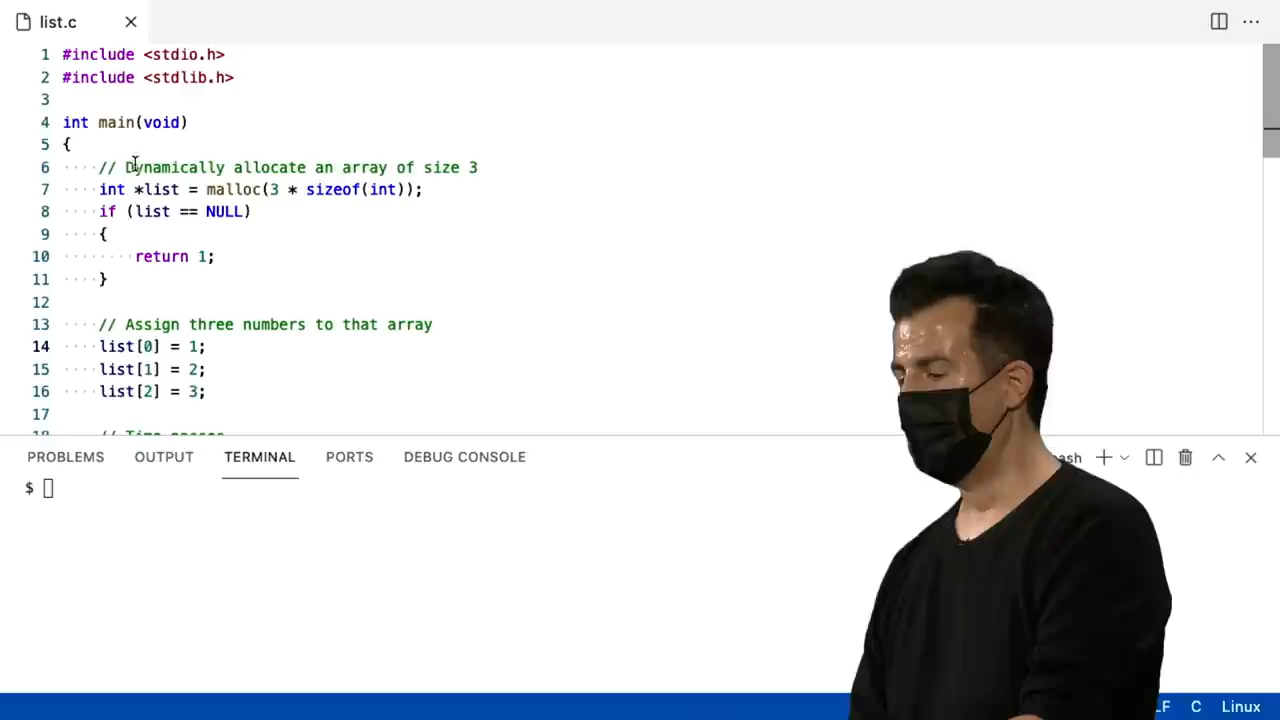 list.c
1 #include <stdio.h>
2 #include <stdlib.h>
3
4 int main(void)
5 {
6 // Dynamically allocate an array of size 3
7 int *list = malloc(3 * sizeof(int));
8 if (list == NULL)
9 {
10 return 1;
11 }
12
13 // Assign three numbers to that array
14 list[0] = 1;
15 list[1] = 2;
16 list[2] = 3;
17
18 // Time passes
PROBLEMS OUTPUT TERMINAL PORTS DEBUG CONSOLE
$
C Linux